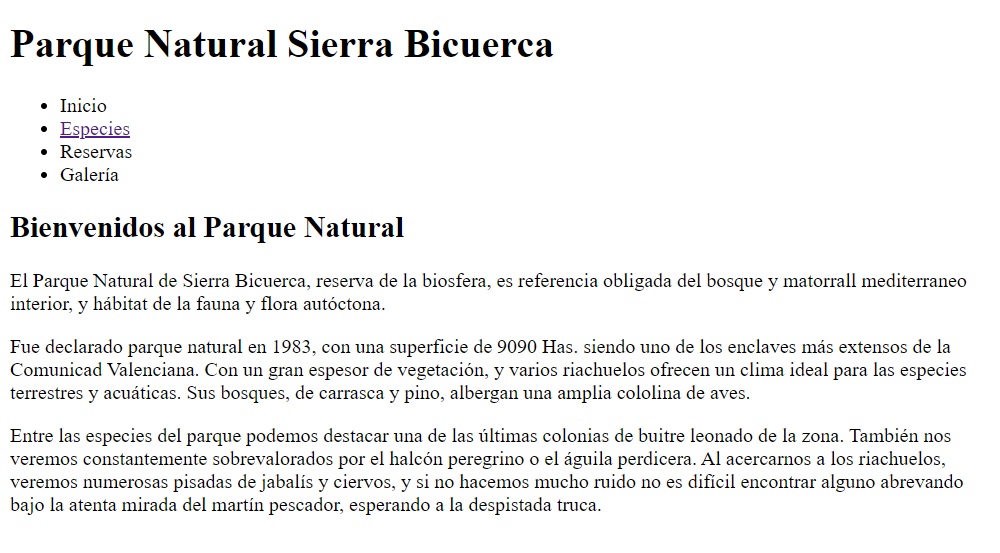 Parque Natural Sierra Bicuerca
Inicio
Especies
Reservas
Galería
Bienvenidos al Parque Natural
El Parque Natural de Sierra Bicuerca, reserva de la biosfera, es referencia obligada del bosque y matorrall mediterraneo
interior, y hábitat de la fauna y flora autóctona.
Fue declarado parque natural en 1983, con una superficie de 9090 Has. siendo uno de los enclaves más extensos de la
Comunicad Valenciana. Con un gran espesor de vegetación, y varios riachuelos ofrecen un clima ideal para las especies
terrestres y acuáticas. Sus bosques, de carrasca y pino, albergan una amplia cololina de aves.
Entre las especies del parque podemos destacar una de las últimas colonias de buitre leonado de la zona. También nos
veremos constantemente sobrevalorados por el halcón peregrino o el águila perdicera. Al acercarnos a los riachuelos,
veremos numerosas pisadas de jabalís y ciervos, y si no hacemos mucho ruido no es difícil encontrar alguno abrevando
bajo la atenta mirada del martín pescador, esperando a la despistada truca.